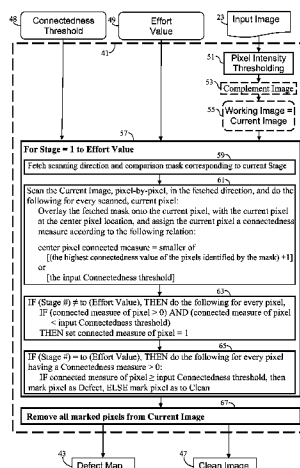 48
Connectedness
Threshold
49
Effort
Value
23
Input Image
41
51
Pixel Intensity
Thresholding
53
Complement Image
55
Working Image =
Current Image
57
For Stage = 1 to Effort Value
59
Fetch scanning direction and comparison mask corresponding to current Stage
61
Scan the Current Image, pixel-by-pixel, in the fetched direction, and do the
following for every scanned, current pixel:
Overlay the fetched mask onto the current pixel, with the current pixel
at the center pixel location, and assign the current pixel a connectedness
measure according to the following relation:
center pixel connected measure = smaller of
[(the highest connectedness value of the pixels identified by the mask) +1]
or
[the input Connectedness threshold]
63
IF (Stage #) ≠ to (Effort Value), THEN do the following for every pixel,
IF (connected measure of pixel > 0) AND (connected measure of pixel
< input Connectedness threshold)
THEN set connected measure of pixel = 1
65
IF (Stage #) = to (Effort Value), THEN do the following for every pixel
having a Connectedness measure > 0:
IF connected measure of pixel ≥ input Connectedness threshold, then
mark pixel as Defect, ELSE mark pixel as to Clean
67
Remove all marked pixels from Current Image
43
Defect Map
47
Clean Image